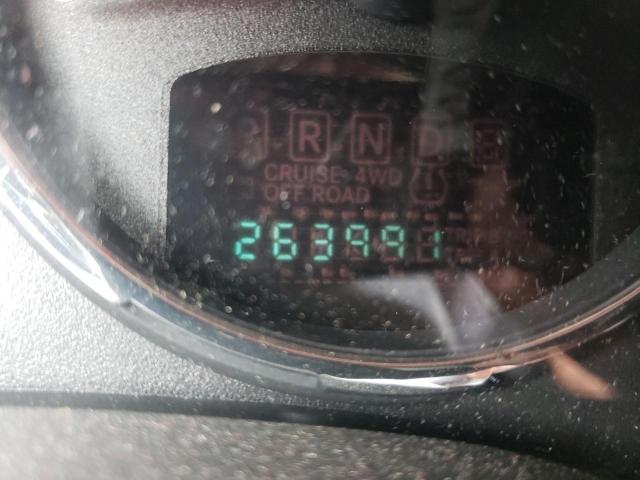 P R N D
CRUISE 4WD
OFF ROAD
263991